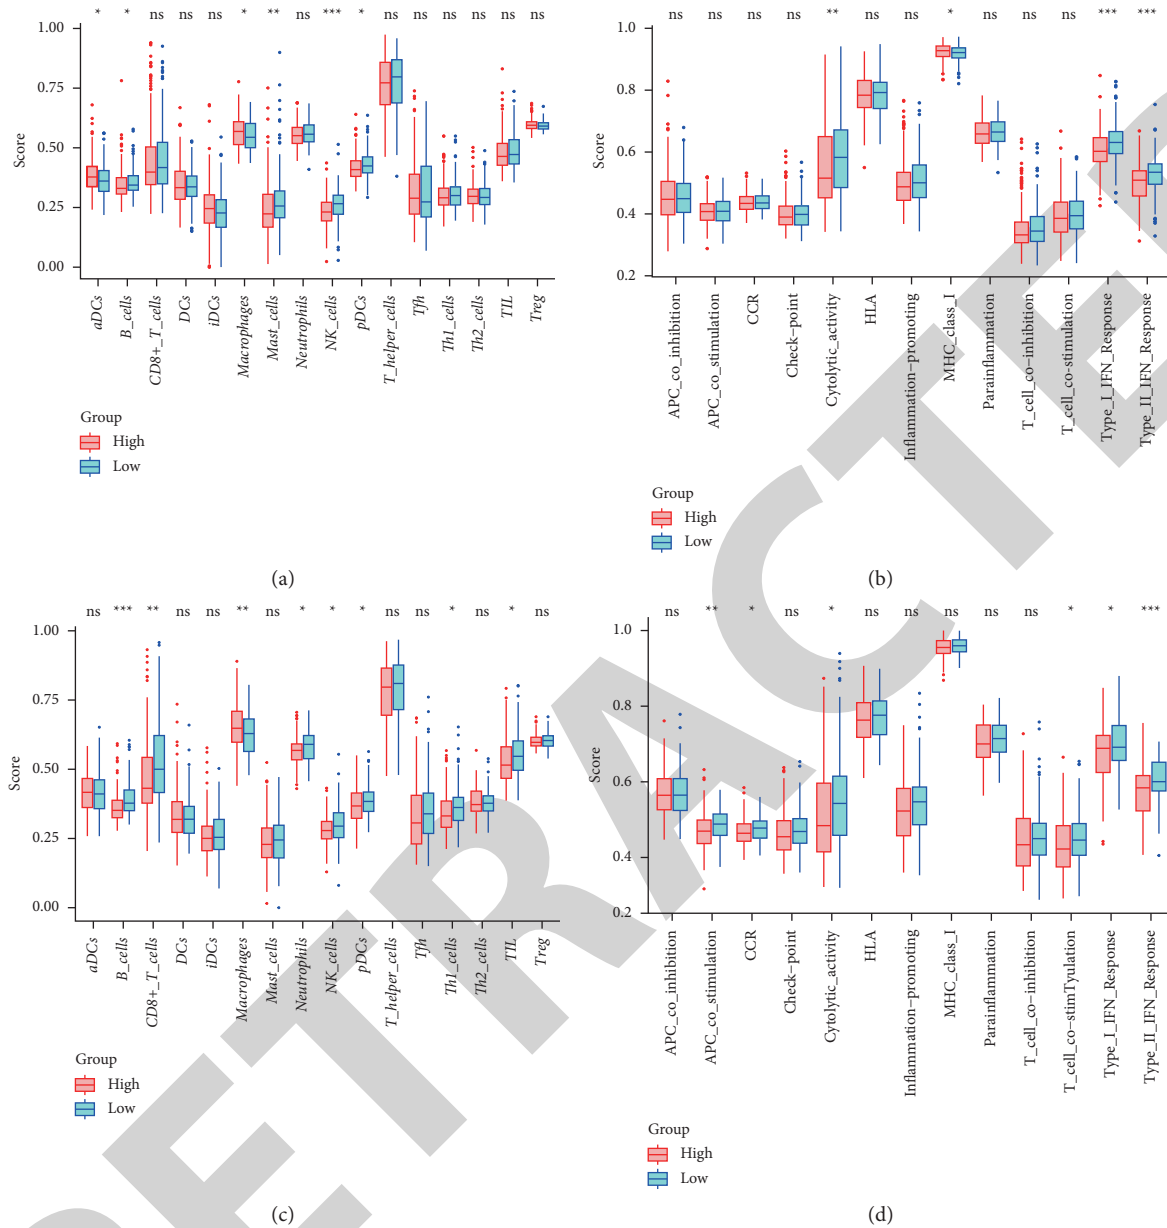 * * ns ns ns * ** ns *** * ns ns ns ns ns ns
1.00
0.75
0.50
0.25
0.00
Score
aDCs
B_cells
CD8+_T_cells
DCs
iDCs
Macrophages
Mast_cells
Neutrophils
NK_cells
pDCs
T_helper_cells
Tfh
Th1_cells
Th2_cells
TIL
Treg
Group
High
Low
(a)
ns ns ns ns ** ns ns * ns ns ns *** ***
1.0
0.8
0.6
0.4
0.2
Score
APC_co_inhibition
APC_co_stimulation
CCR
Check-point
Cytolytic_activity
HLA
Inflammation-promoting
MHC_class_I
Parainflammation
T_cell_co-inhibition
T_cell_co-stimulation
Type_I_IFN_Response
Type_II_IFN_Response
Group
High
Low
(b)
ns *** ** ns ns ** ns * * * ns * ns * ns
1.00
0.75
0.50
0.25
0.00
Score
aDCs
B_cells
CD8+_T_cells
DCs
iDCs
Macrophages
Mast_cells
Neutrophils
NK_cells
pDCs
T_helper_cells
Tfh
Th1_cells
Th2_cells
TIL
Treg
Group
High
Low
(c)
ns ** * ns * ns ns ns ns ns * * ***
1.0
0.8
0.6
0.4
0.2
Score
APC_co_inhibition
APC_co_stimulation
CCR
Check-point
Cytolytic_activity
HLA
Inflammation-promoting
MHC_class_I
Parainflammation
T_cell_co-inhibition
T_cell_co-stimTyulation
Type_I_IFN_Response
Type_II_IFN_Response
Group
High
Low
(d)
RETRACTE